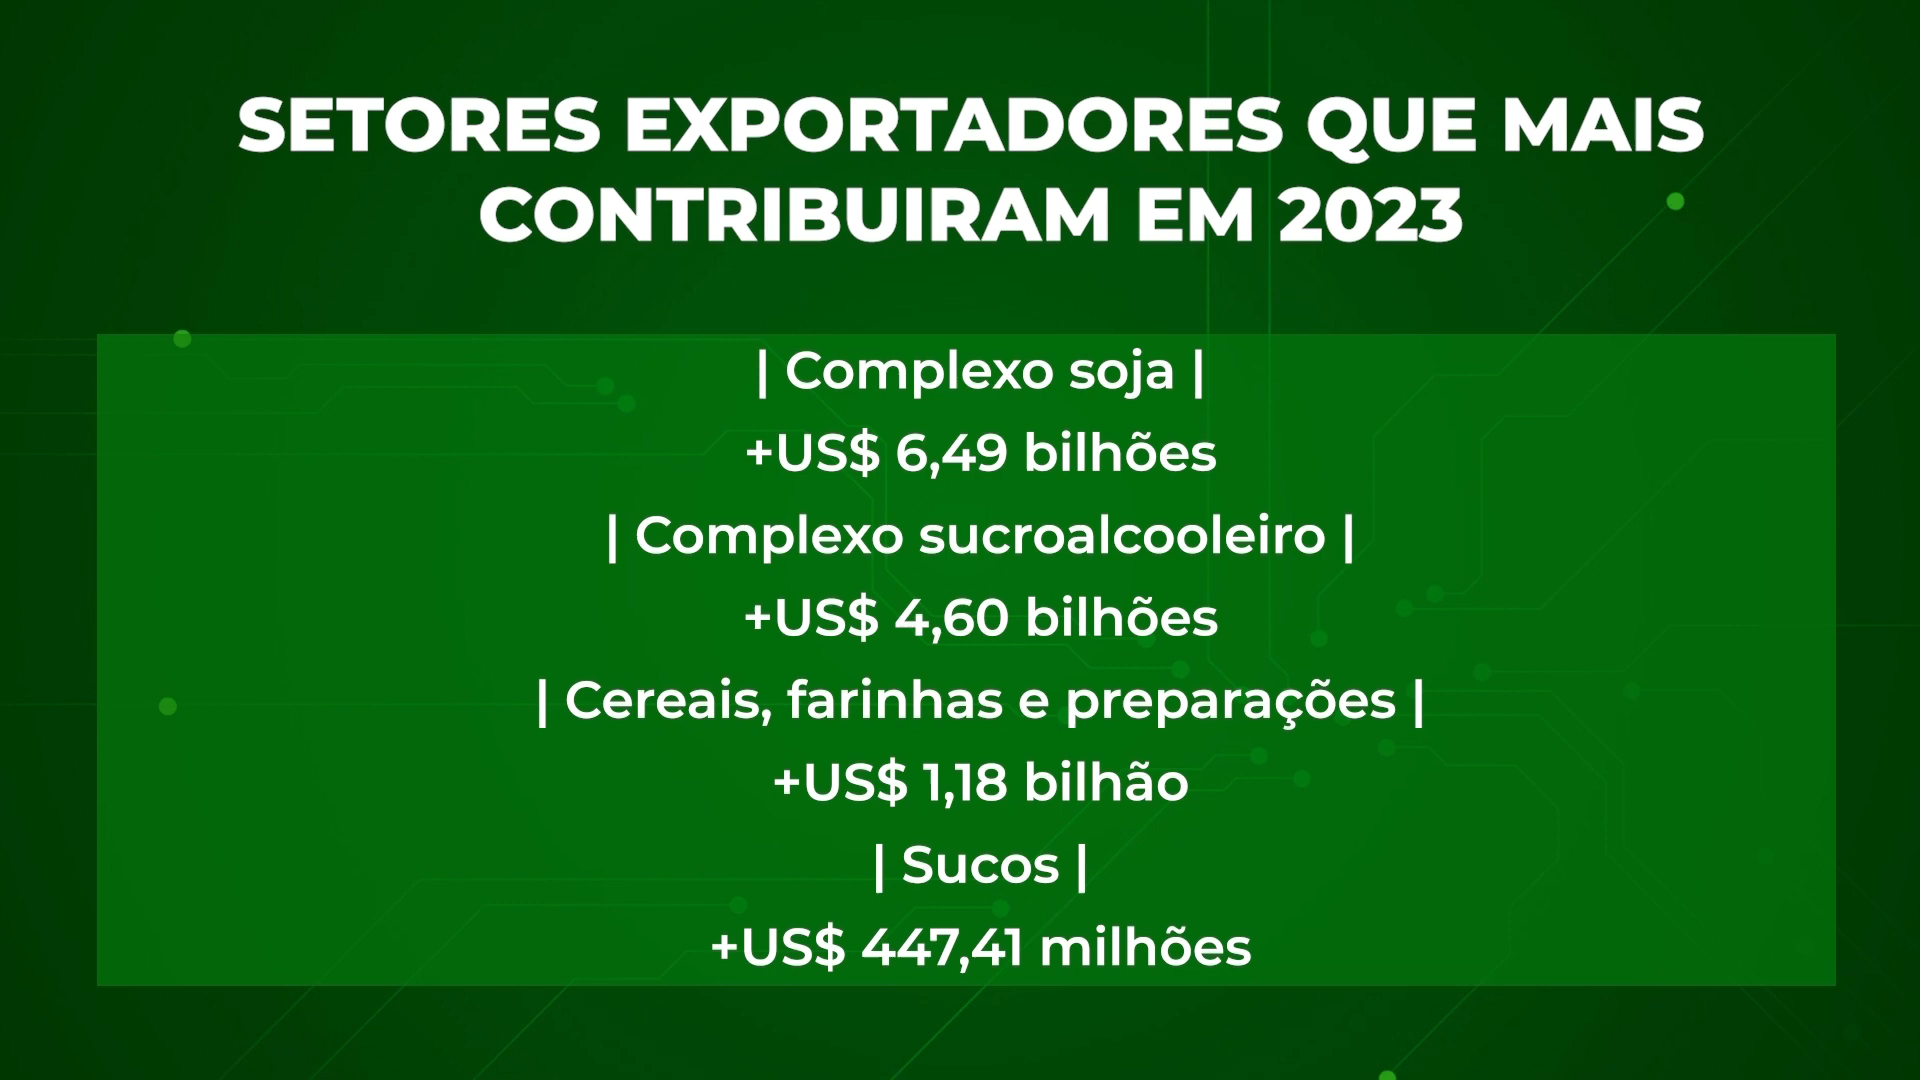 SETORES EXPORTADORES QUE MAIS
CONTRIBUIRAM EM 2023
| Complexo soja |
+US$ 6,49 bilhões
| Complexo sucroalcooleiro |
+US$ 4,60 bilhões
| Cereais, farinhas e preparações |
+US$ 1,18 bilhão
| Sucos |
+US$ 447,41 milhões